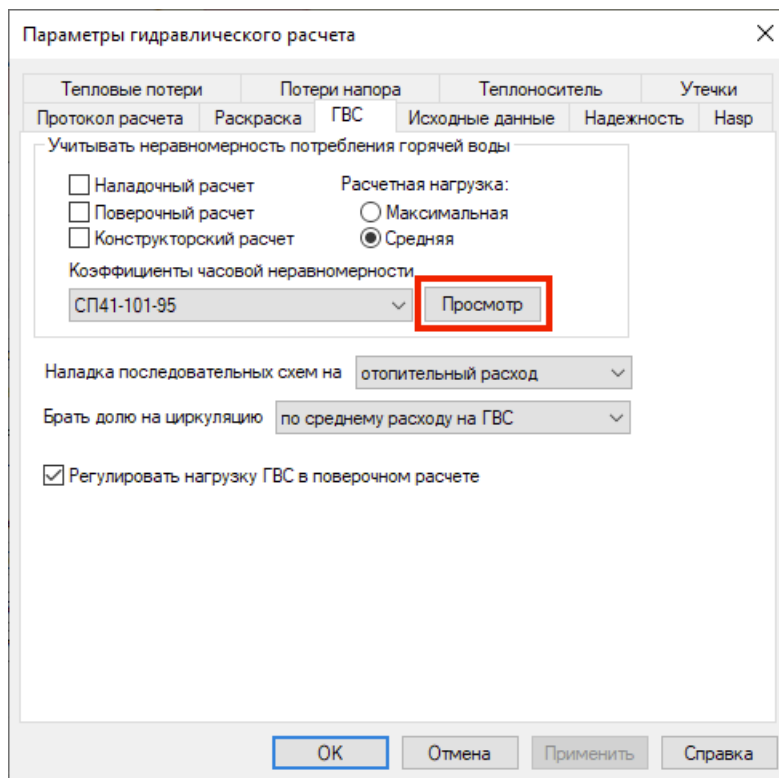 Параметры гидравлического расчета
Тепловые потери Потери напора Теплоноситель Утечки
Протокол расчета Раскраска ГВС Исходные данные Надежность Hasp
Учитывать неравномерность потребления горячей воды
Наладочный расчет Расчетная нагрузка:
Поверочный расчет Максимальная
Конструкторский расчет Средняя
Коэффициенты часовой неравномерности
СП41-101-95 Просмотр
Наладка последовательных схем на отопительный расход
Брать долю на циркуляцию по среднему расходу на ГВС
Регулировать нагрузку ГВС в поверочном расчете
ОК Отмена Применить Справка